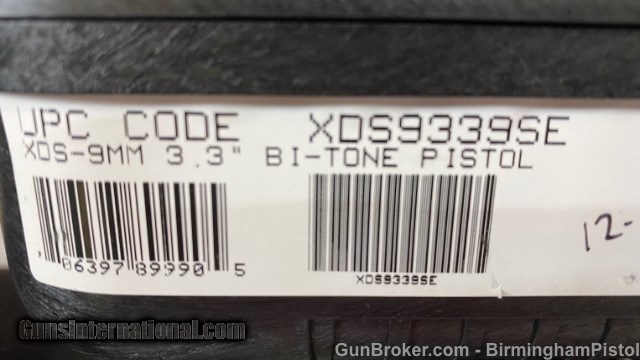 UPC CODE XDS9339SE
XDS-9MM 3.3" BI-TONE PISTOL
06397 89990 5
XDS9339SE
12-
GunsInternational.com
GunBroker.com - BirminghamPistol